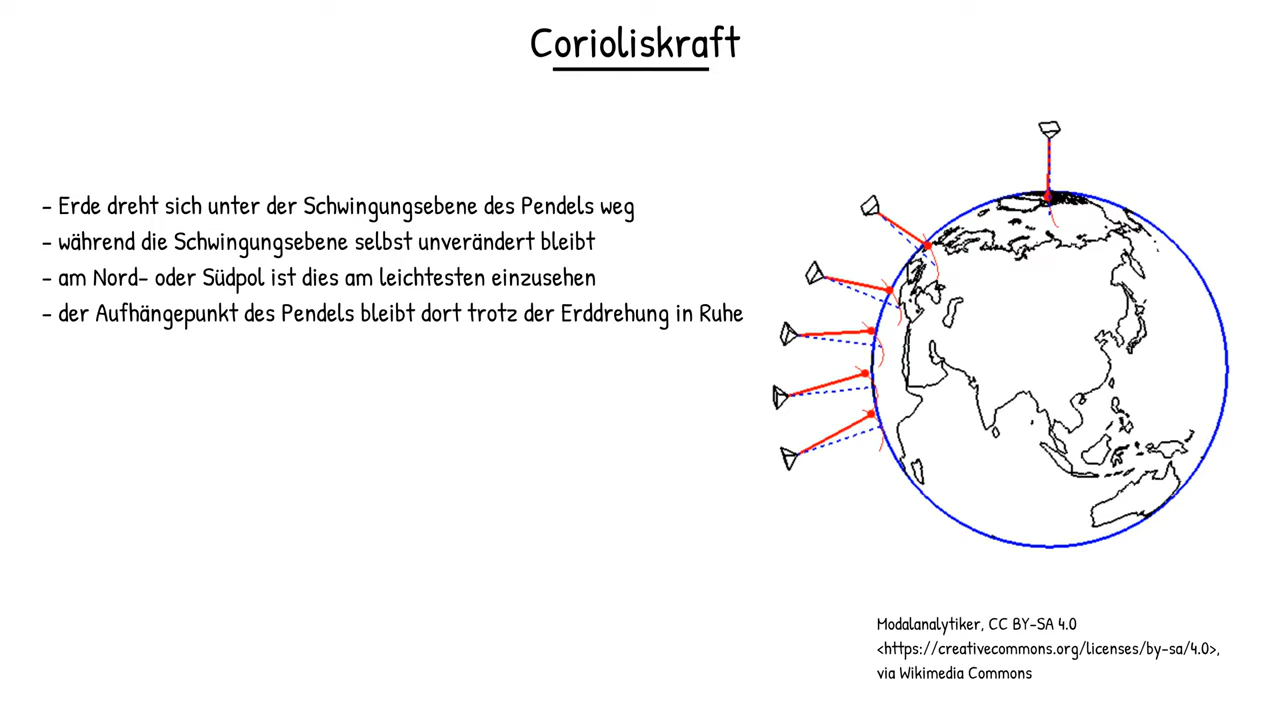 Corioliskraft
- Erde dreht sich unter der Schwingungsebene des Pendels weg
- während die Schwingungsebene selbst unverändert bleibt
- am Nord- oder Südpol ist dies am leichtesten einzusehen
- der Aufhängepunkt des Pendels bleibt dort trotz der Erddrehung in Ruhe
Modalanalytiker, CC BY-SA 4.0
<https://creativecommons.org/licenses/by-sa/4.0>,
via Wikimedia Commons